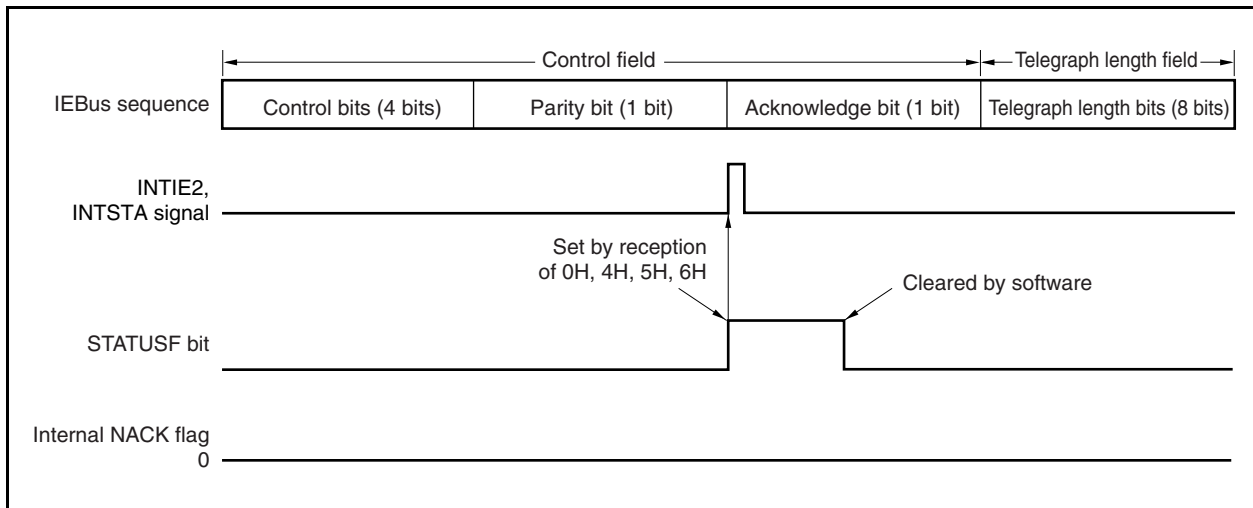 Control field
Telegraph length field
IEBus sequence
Control bits (4 bits)
Parity bit (1 bit)
Acknowledge bit (1 bit)
Telegraph length bits (8 bits)
INTIE2,
INTSTA signal
Set by reception
of 0H, 4H, 5H, 6H
Cleared by software
STATUSF bit
Internal NACK flag
0